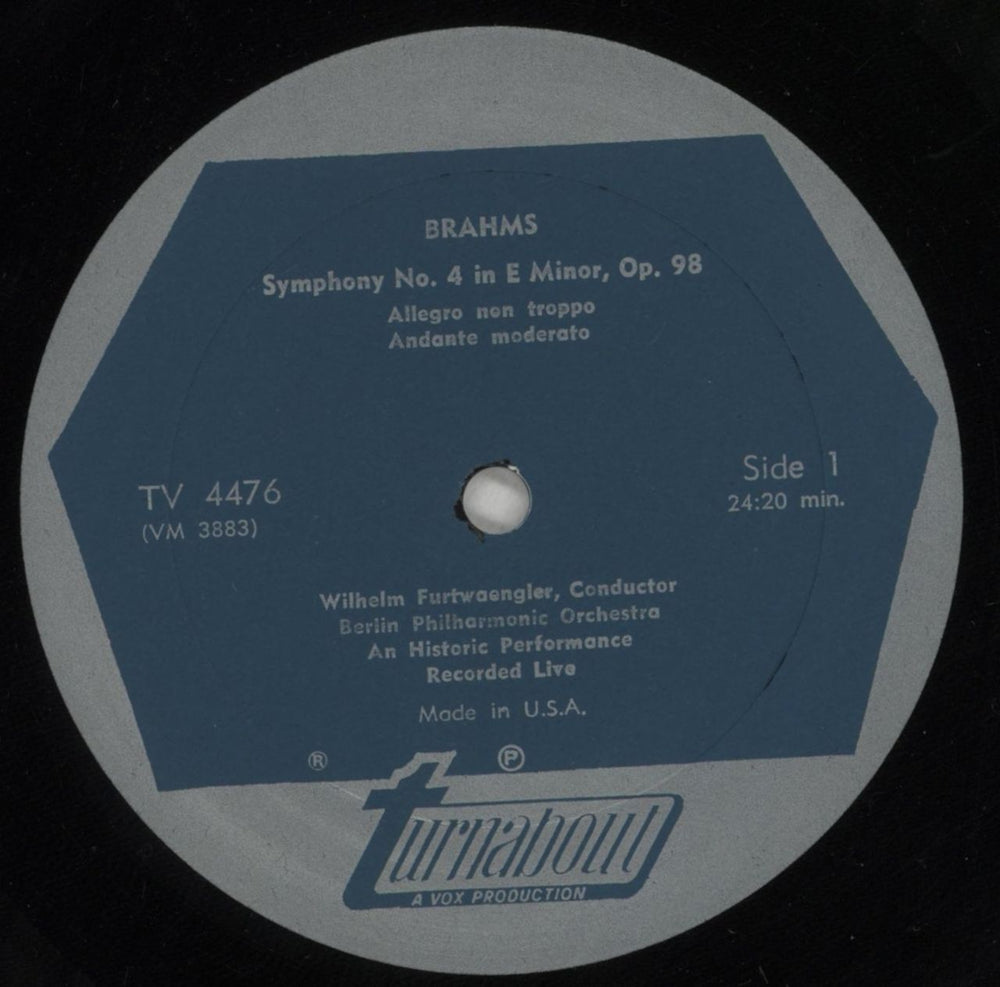 BRAHMS
Symphony No. 4 in E Minor, Op. 98
Allegro non troppo
Andante moderato
TV 4476
(VM 3883)
Side 1
24:20 min.
Wilhelm Furtwaengler, Conductor
Berlin Philharmonic Orchestra
An Historic Performance
Recorded Live
Made in U.S.A.
® ℗
turnabout
A VOX PRODUCTION